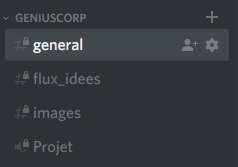 GENIUSCORP
general
flux_idees
images
Projet